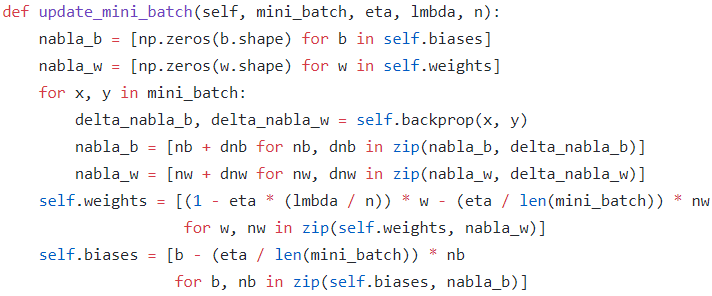 def update_mini_batch(self, mini_batch, eta, lmbda, n):
    nabla_b = [np.zeros(b.shape) for b in self.biases]
    nabla_w = [np.zeros(w.shape) for w in self.weights]
    for x, y in mini_batch:
        delta_nabla_b, delta_nabla_w = self.backprop(x, y)
        nabla_b = [nb + dnb for nb, dnb in zip(nabla_b, delta_nabla_b)]
        nabla_w = [nw + dnw for nw, dnw in zip(nabla_w, delta_nabla_w)]
    self.weights = [(1 - eta * (lmbda / n)) * w - (eta / len(mini_batch)) * nw
                    for w, nw in zip(self.weights, nabla_w)]
    self.biases = [b - (eta / len(mini_batch)) * nb
                   for b, nb in zip(self.biases, nabla_b)]